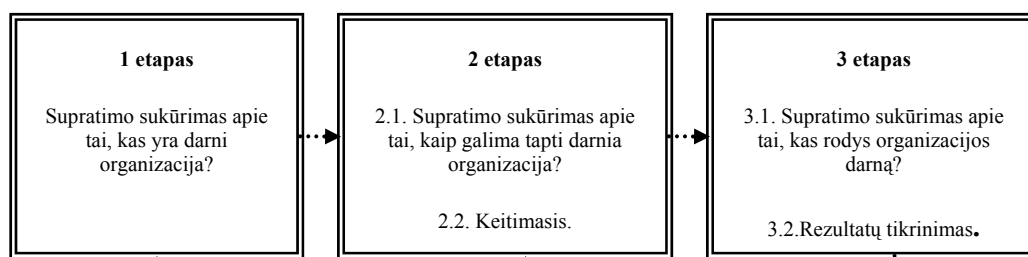 1 etapas
Supratimo sukūrimas apie
tai, kas yra darni
organizacija?
2 etapas
2.1. Supratimo sukūrimas apie
tai, kaip galima tapti darnia
organizacija?
2.2. Keitimasis.
3 etapas
3.1. Supratimo sukūrimas apie
tai, kas rodys organizacijos
darną?
3.2.Rezultatų tikrinimas.